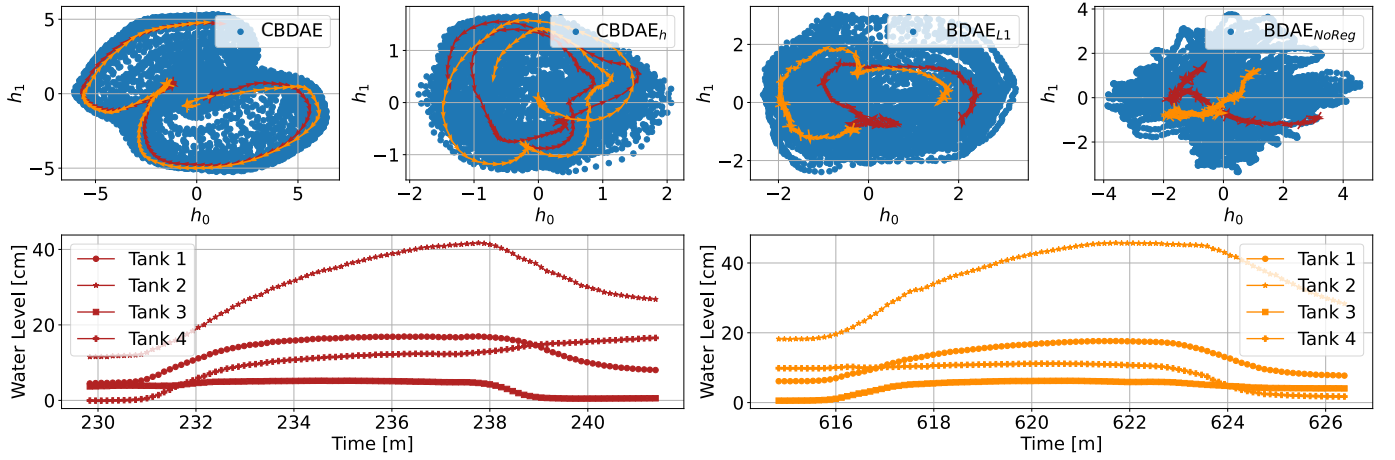 CBDAE
5
0
−5
h₁
−5
0
5
h₀
CBDAEₕ
1
0
−1
h₁
−2
−1
0
1
2
h₀
BDAE_{L1}
2
0
−2
h₁
−2
0
2
h₀
BDAE_{NoReg}
4
2
0
−2
h₁
−4
−2
0
2
4
h₀
Water Level [cm]
40
20
0
Tank 1
Tank 2
Tank 3
Tank 4
230
232
234
236
238
240
Time [m]
Water Level [cm]
40
20
0
Tank 1
Tank 2
Tank 3
Tank 4
616
618
620
622
624
626
Time [m]